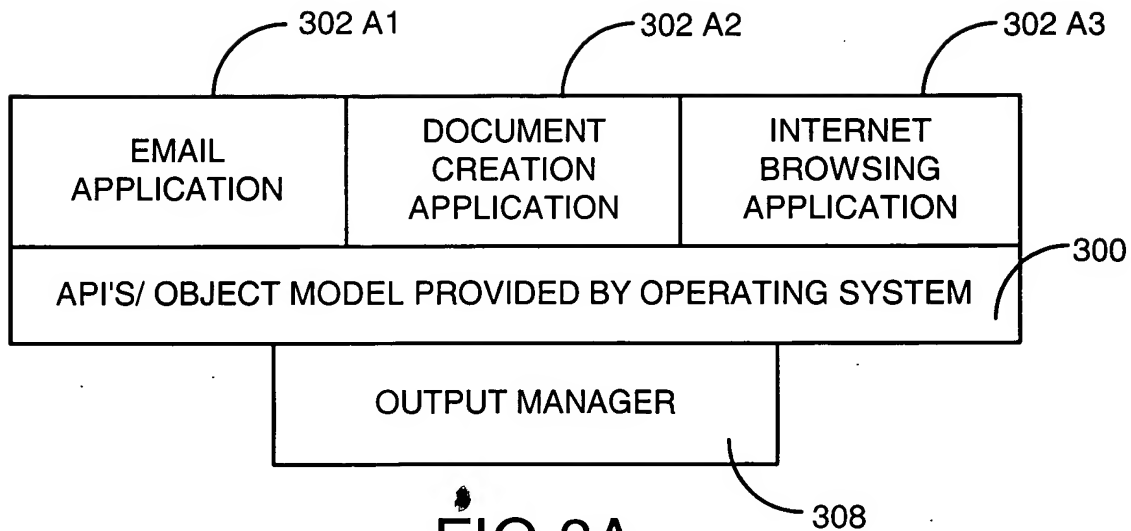 302 A1
302 A2
302 A3
EMAIL
APPLICATION
DOCUMENT
CREATION
APPLICATION
INTERNET
BROWSING
APPLICATION
300
API'S/ OBJECT MODEL PROVIDED BY OPERATING SYSTEM
OUTPUT MANAGER
308